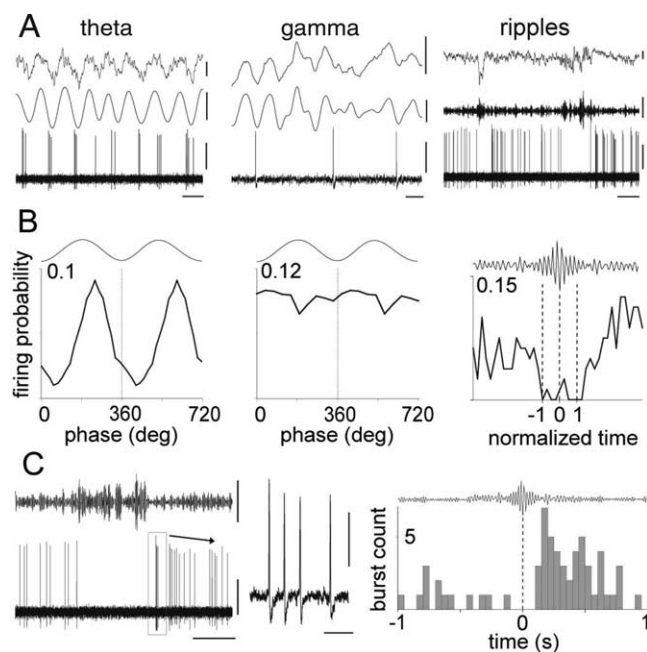 A
theta
gamma
ripples
B
firing probability
0.1
0.12
0.15
0 360 720
phase (deg)
0 360 720
phase (deg)
-1 0 1
normalized time
C
burst count
5
-1 0 1
time (s)